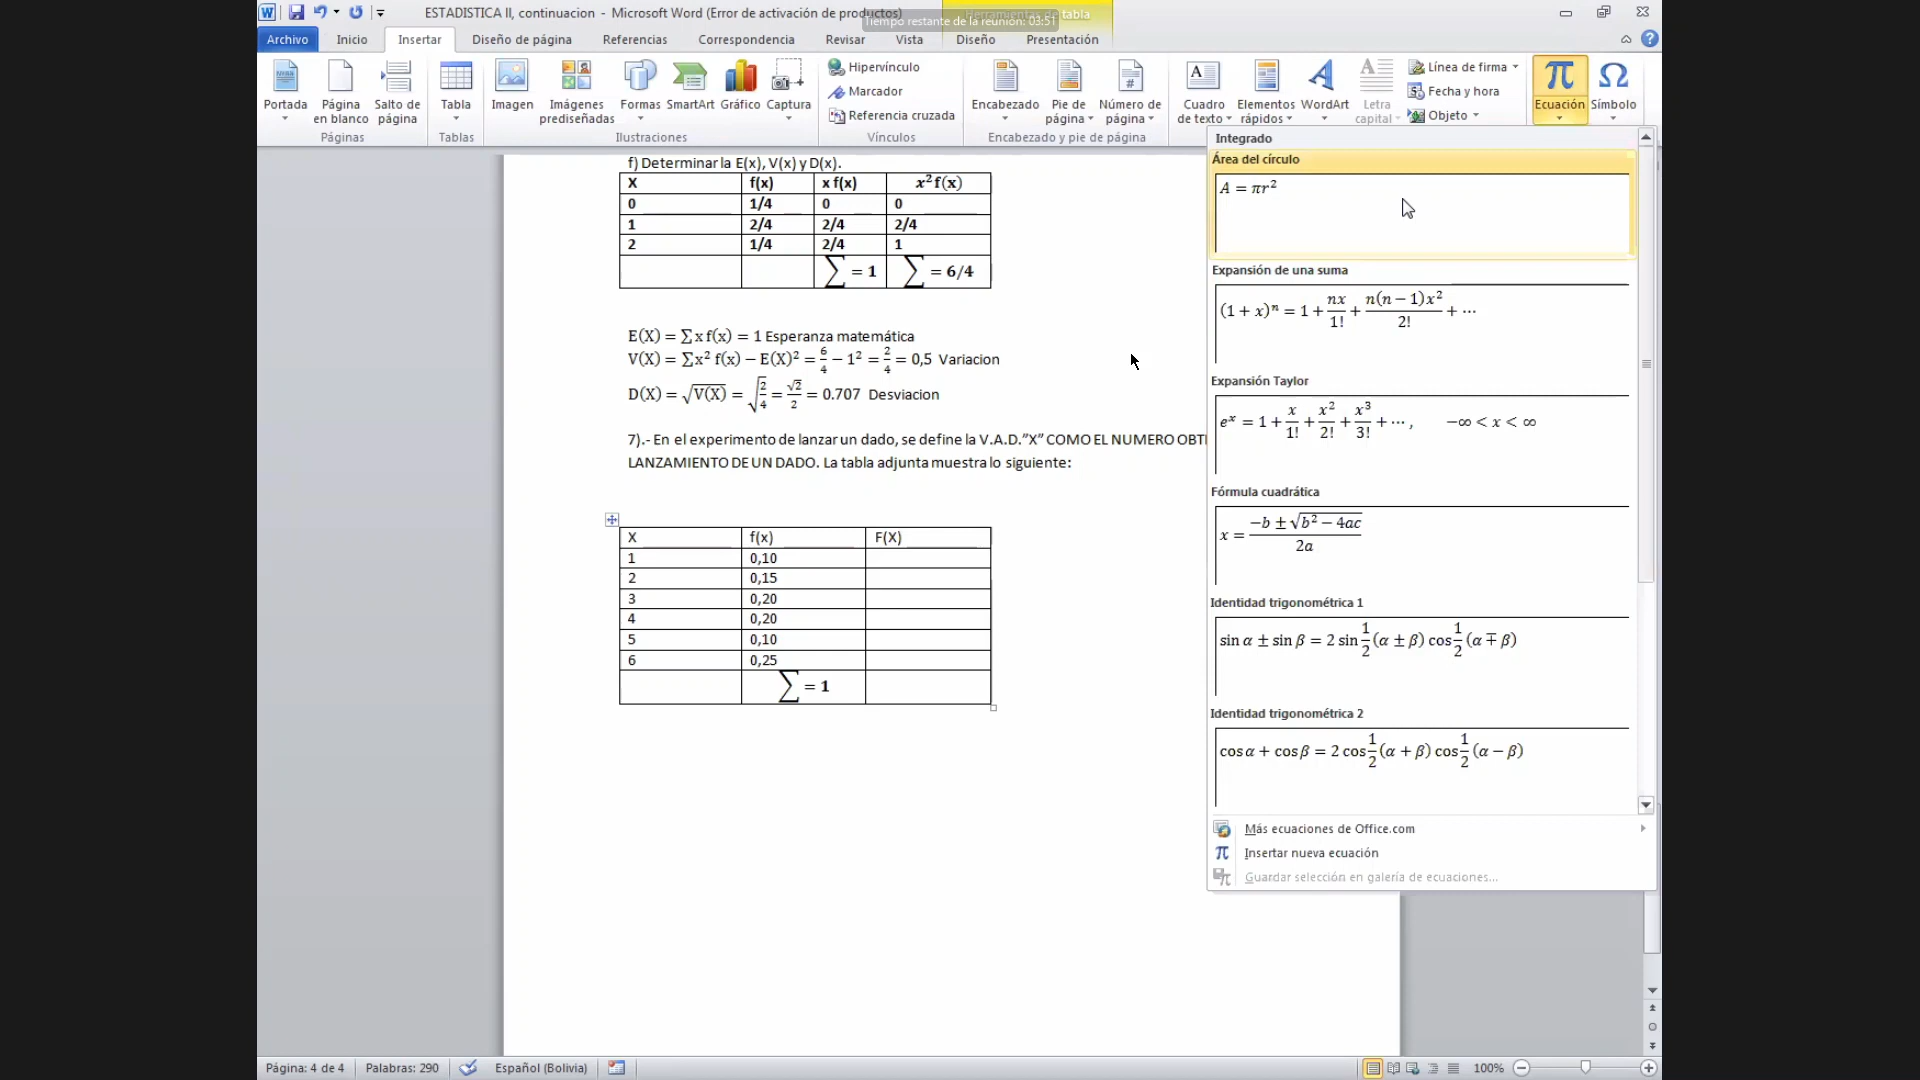 ESTADISTICA II, continuacion - Microsoft Word (Error de activación de productos)
Herramientas de tabla
Tiempo restante de la reunión: 03:51
Archivo Inicio Insertar Diseño de página Referencias Correspondencia Revisar Vista Diseño Presentación
Portada Página en blanco Salto de página
Páginas
Tabla
Tablas
Imagen Imágenes prediseñadas Formas SmartArt Gráfico Captura
Ilustraciones
Hipervínculo
Marcador
Referencia cruzada
Vínculos
Encabezado Pie de página Número de página
Encabezado y pie de página
Cuadro de texto Elementos rápidos WordArt Letra capital
Línea de firma
Fecha y hora
Objeto
Ecuación Símbolo
f) Determinar la E(x), V(x) y D(x).
X f(x) x f(x) x² f(x)
0 1/4 0 0
1 2/4 2/4 2/4
2 1/4 2/4 1
∑ = 1 ∑ = 6/4
E(X) = ∑x f(x) = 1 Esperanza matemática
V(X) = ∑x² f(x) − E(X)² = 6/4 − 1² = 2/4 = 0,5 Variacion
D(X) = √V(X) = √2/4 = √2/2 = 0.707 Desviacion
7).- En el experimento de lanzar un dado, se define la V.A.D."X" COMO EL NUMERO
LANZAMIENTO DE UN DADO. La tabla adjunta muestra lo siguiente:
X f(x) F(X)
1 0,10
2 0,15
3 0,20
4 0,20
5 0,10
6 0,25
∑ = 1
Integrado
Área del círculo
A = πr²
Expansión de una suma
(1 + x)ⁿ = 1 + nx/1! + n(n − 1)x²/2! + ⋯
Expansión Taylor
eˣ = 1 + x/1! + x²/2! + x³/3! + ⋯, −∞ < x < ∞
Fórmula cuadrática
x = −b ± √b² − 4ac / 2a
Identidad trigonométrica 1
sin α ± sin β = 2 sin 1/2 (α ± β) cos 1/2 (α ∓ β)
Identidad trigonométrica 2
cos α + cos β = 2 cos 1/2 (α + β) cos 1/2 (α − β)
Más ecuaciones de Office.com
Insertar nueva ecuación
Guardar selección en galería de ecuaciones...
Página: 4 de 4 Palabras: 290 Español (Bolivia) 100%